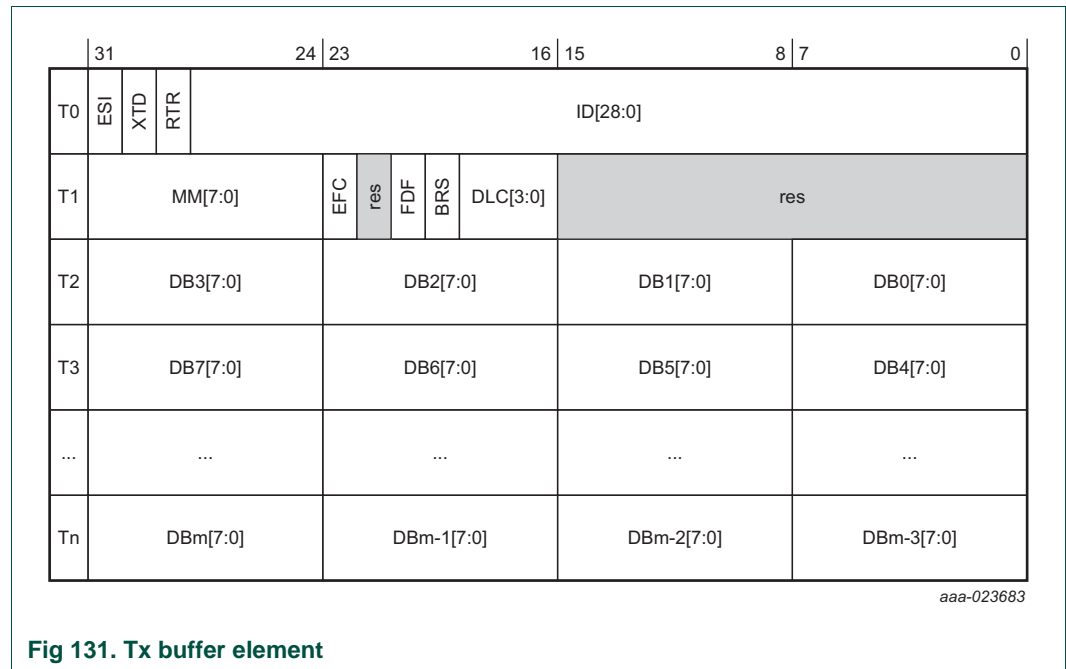 31 24 23 16 15 8 7 0
T0 ESI XTD RTR ID[28:0]
T1 MM[7:0] EFC res FDF BRS DLC[3:0] res
T2 DB3[7:0] DB2[7:0] DB1[7:0] DB0[7:0]
T3 DB7[7:0] DB6[7:0] DB5[7:0] DB4[7:0]
... ... ... ... ...
Tn DBm[7:0] DBm-1[7:0] DBm-2[7:0] DBm-3[7:0]
aaa-023683
Fig 131. Tx buffer element